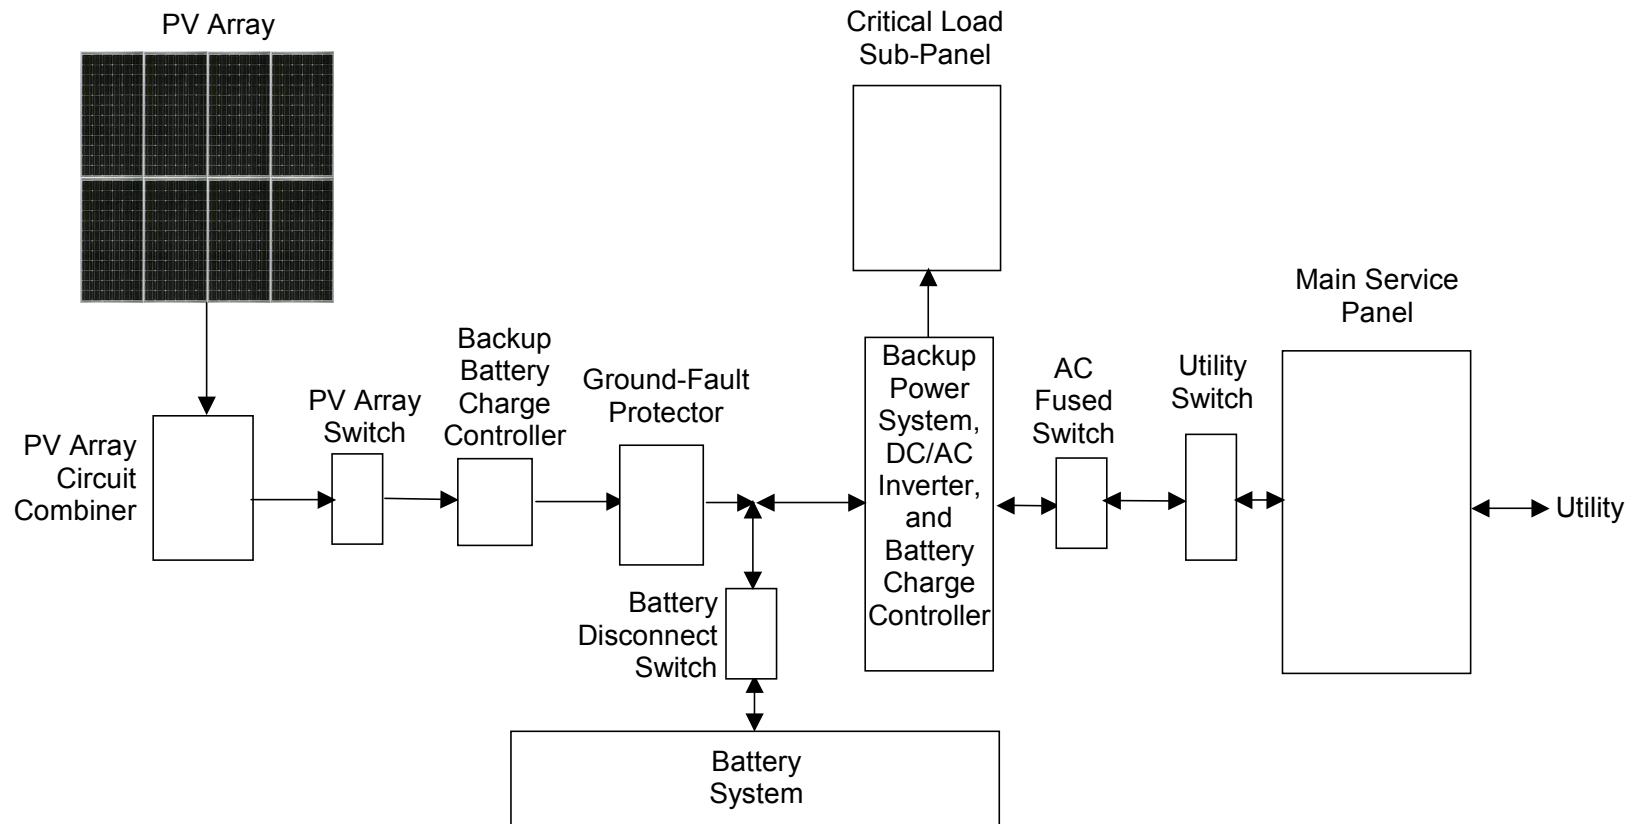 PV Array
Critical Load
Sub-Panel
Main Service
Panel
Backup
Battery
Charge
Controller
Ground-Fault
Protector
PV Array
Switch
PV Array
Circuit
Combiner
Backup
Power
System,
DC/AC
Inverter,
and
Battery
Charge
Controller
AC
Fused
Switch
Utility
Switch
Utility
Battery
Disconnect
Switch
Battery
System